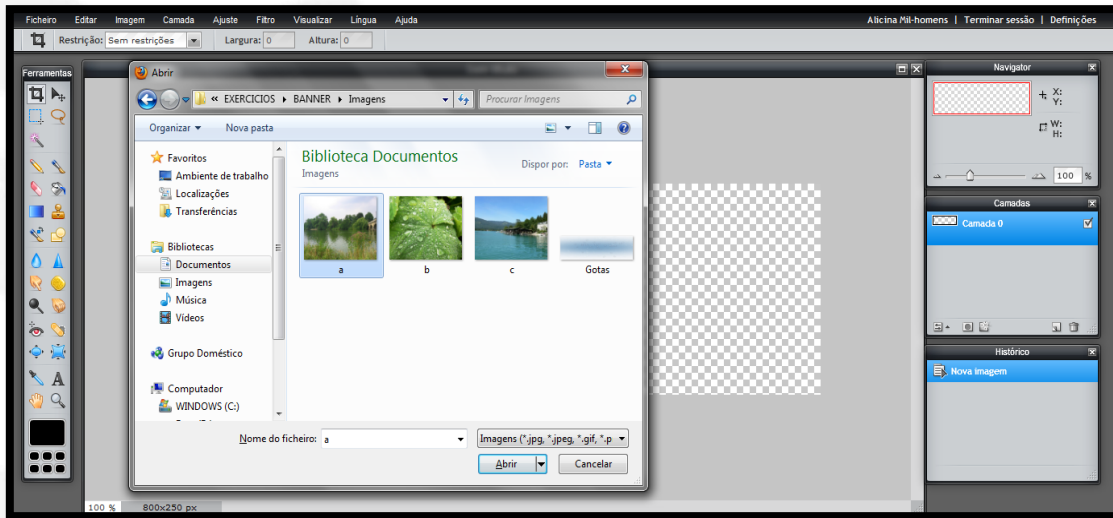 Ficheiro Editar Imagem Camada Ajuste Filtro Visualizar Língua Ajuda Alicina Mil-homens | Terminar sessão | Definições
Restrição: Sem restrições Largura: 0 Altura: 0
Ferramentas
Abrir
« EXERCICIOS BANNER Imagens Procurar Imagens
Organizar Nova pasta
Favoritos
Ambiente de trabalho
Localizações
Transferências
Bibliotecas
Documentos
Imagens
Música
Vídeos
Grupo Doméstico
Computador
WINDOWS (C:)
Biblioteca Documentos
Imagens
Dispor por: Pasta
a b c Gotas
Nome do ficheiro: a Imagens (*.jpg, *.jpeg, *.gif, *.p
Abrir Cancelar
100 % 800x250 px
Navigator
X:
Y:
W:
H:
100 %
Camadas
Camada 0
Histórico
Nova imagem